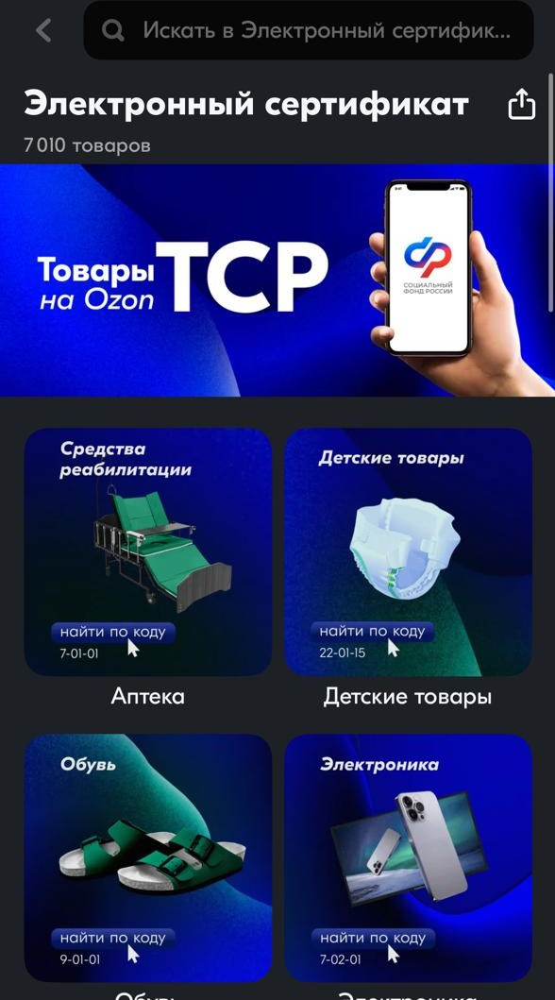 Искать в Электронный сертифик...
Электронный сертификат
7 010 товаров
Товары
на Ozon
ТСР
СОЦИАЛЬНЫЙ
ФОНД РОССИИ
Средства
реабилитации
найти по коду
7-01-01
Аптека
Детские товары
найти по коду
22-01-15
Детские товары
Обувь
найти по коду
9-01-01
Обувь
Электроника
найти по коду
7-02-01
Электроника